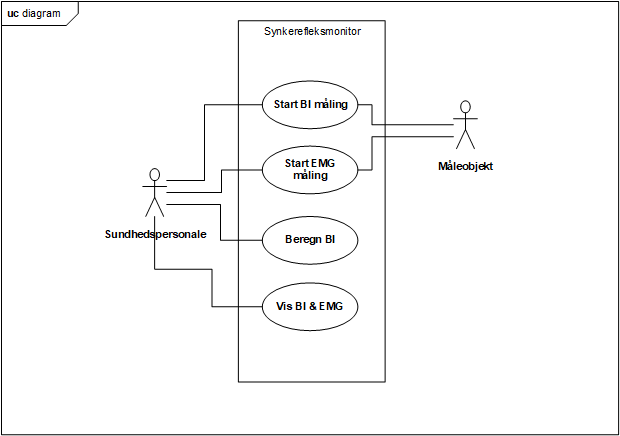 uc diagram
Synkerefleksmonitor
Start BI måling
Start EMG
måling
Måleobjekt
Sundhedspersonale
Beregn BI
Vis BI & EMG